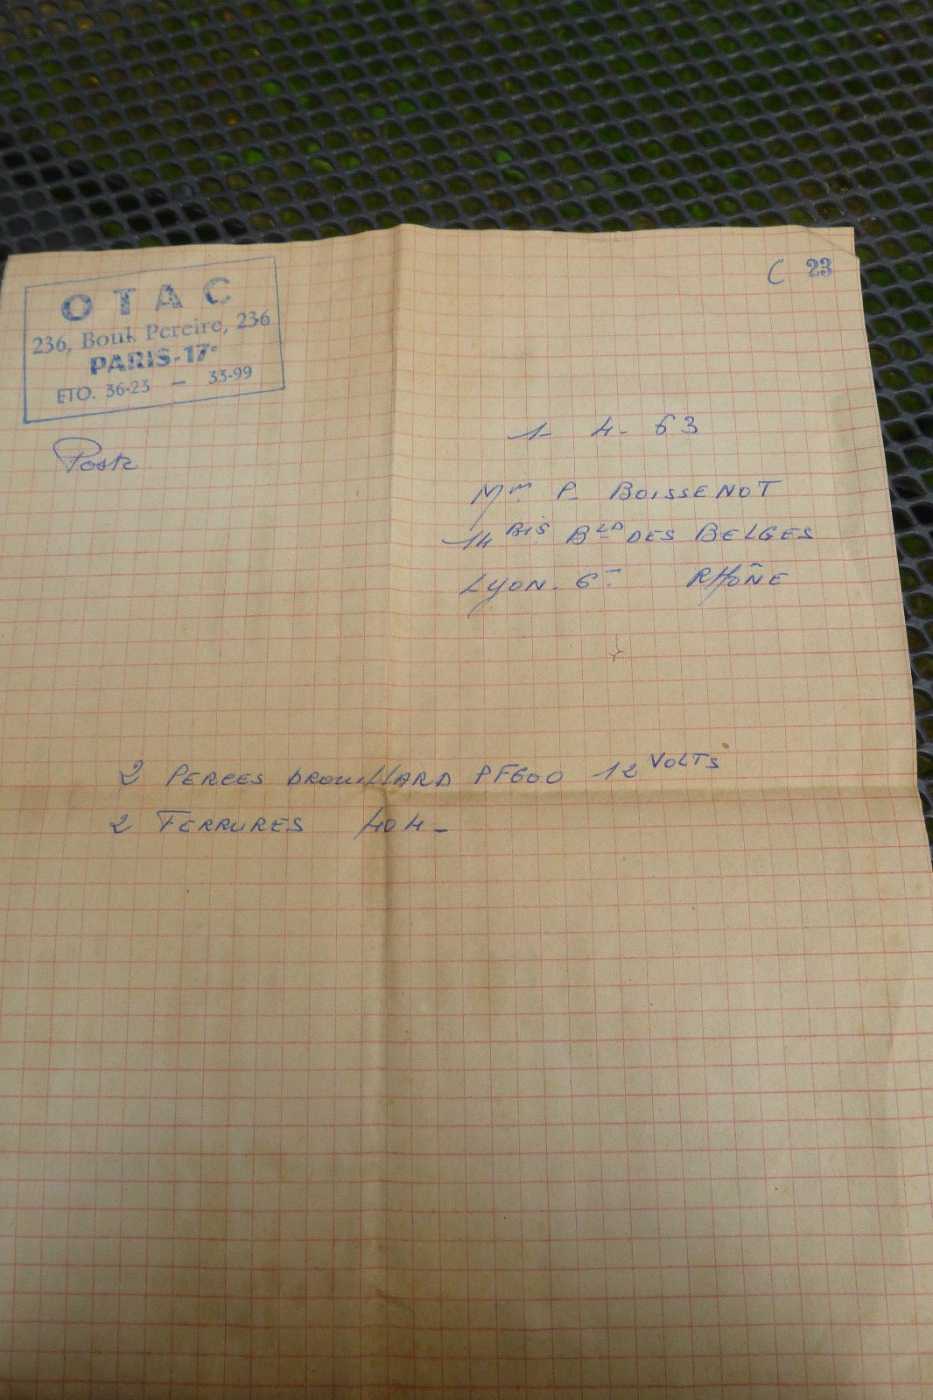 OTAC
236, Boul. Pereire, 236
PARIS-17e
ETO. 36-23 — 33-99
C 23
Poste
1- 4- 63
Mme P. BOISSENOT
14 BIS BLD DES BELGES
LYON. 6e RHÔNE
2 PERCES BROUILLARD PF600 12 VOLTS
2 FERRURES 404-